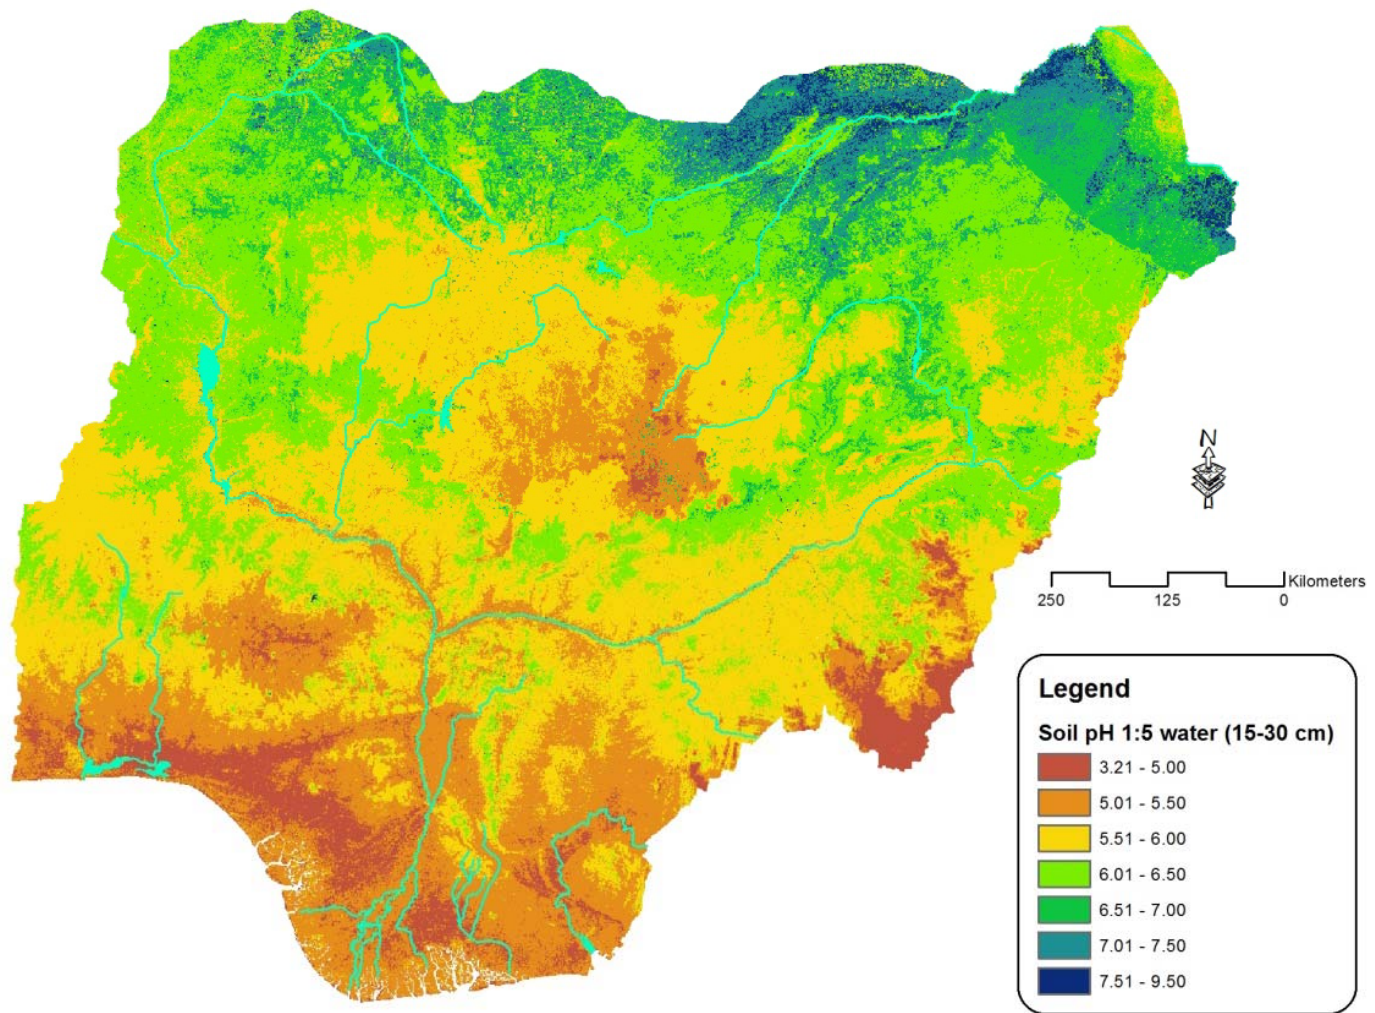 N
Kilometers
250 125 0
Legend
Soil pH 1:5 water (15-30 cm)
3.21 - 5.00
5.01 - 5.50
5.51 - 6.00
6.01 - 6.50
6.51 - 7.00
7.01 - 7.50
7.51 - 9.50